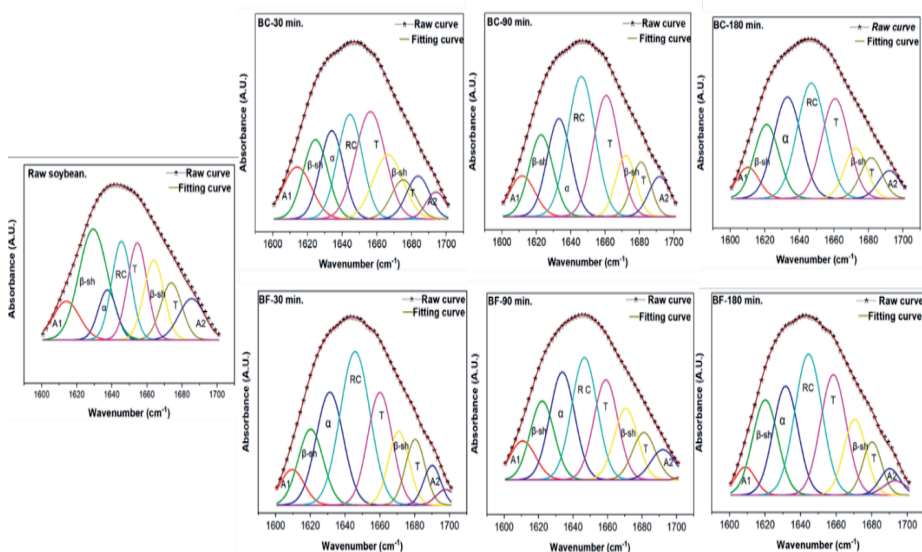 BC-30 min.
Raw curve
Fitting curve
Absorbance (A.U.)
A1
β-sh
α
RC
T
β-sh
T
A2
1600 1620 1640 1660 1680 1700
Wavenumber (cm-1)
BC-90 min.
Raw curve
Fitting curve
Absorbance (A.U.)
A1
β-sh
α
RC
T
β-sh
T
A2
1600 1620 1640 1660 1680 1700
Wavenumber (cm-1)
BC-180 min.
Raw curve
Fitting curve
Absorbance (A.U.)
A1
β-sh
α
RC
T
β-sh
T
A2
1600 1620 1640 1660 1680 1700
Wavenumber (cm-1)
Raw soybean.
Raw curve
Fitting curve
Absorbance (A.U.)
A1
β-sh
α
RC
T
β-sh
T
A2
1600 1620 1640 1660 1680 1700
Wavenumber (cm-1)
BF-30 min.
Raw curve
Fitting curve
Absorbance (A.U.)
A1
β-sh
α
RC
T
β-sh
T
A2
1600 1620 1640 1660 1680 1700
Wavenumber (cm-1)
BF-90 min.
Raw curve
Fitting curve
Absorbance (A.U.)
A1
β-sh
α
R C
T
β-sh
T
A2
1600 1620 1640 1660 1680 1700
Wavenumber (cm-1)
BF-180 min.
Raw curve
Fitting curve
Absorbance (A.U.)
A1
β-sh
α
RC
T
β-sh
T
A2
1600 1620 1640 1660 1680 1700
Wavenumber (cm-1)